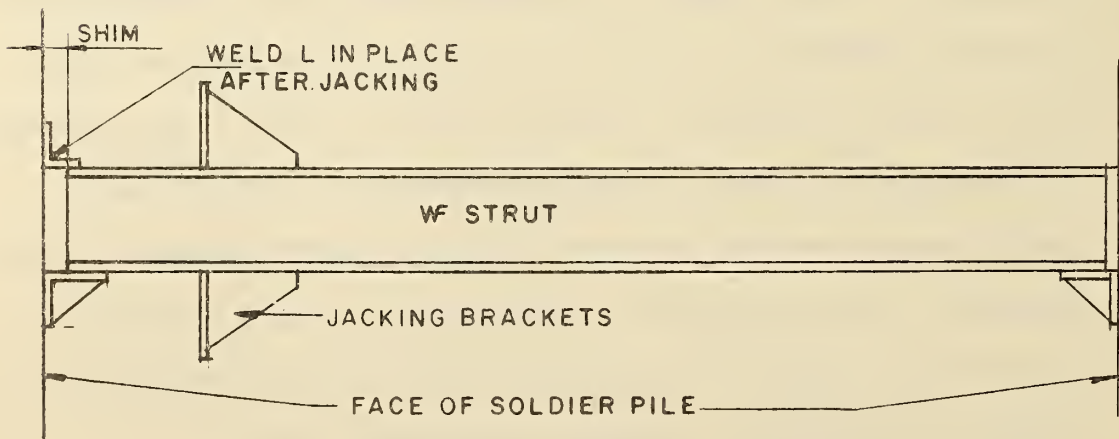 SHIM
WELD L IN PLACE
AFTER JACKING
WF STRUT
JACKING BRACKETS
FACE OF SOLDIER PILE